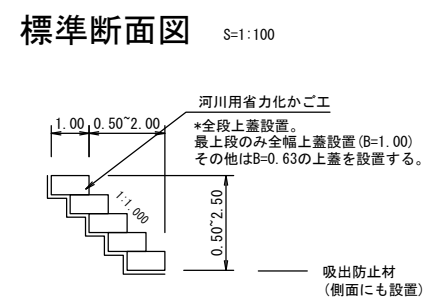 標準断面図 S=1:100
河川用省力化かご工
*全段上蓋設置。
最上段のみ全幅上蓋設置(B=1.00)
その他はB=0.63の上蓋を設置する。
1.00 0.50~2.00
1:1.000
0.50~2.50
吸出防止材
(側面にも設置)